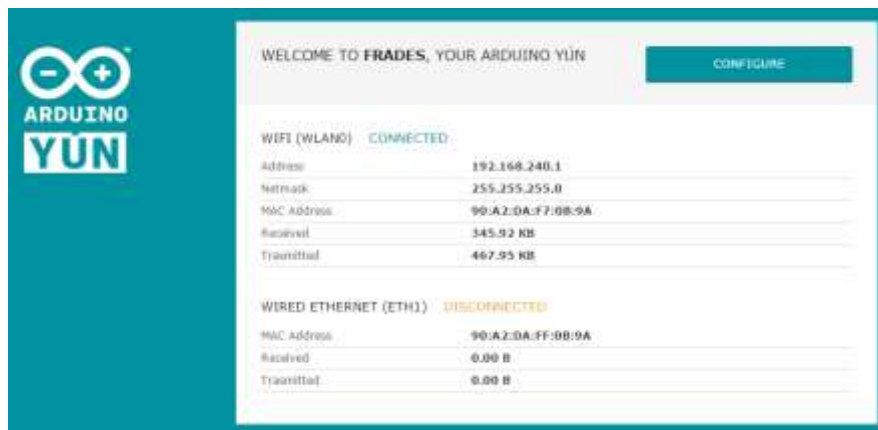 ARDUINO
YÚN
WELCOME TO FRADES, YOUR ARDUINO YÚN
CONFIGURE
WIFI (WLAN0) CONNECTED
Address 192.168.240.1
Netmask 255.255.255.0
MAC Address 90:A2:DA:F7:0B:9A
Received 345.92 KB
Trasmitted 467.95 KB
WIRED ETHERNET (ETH1) DISCONNECTED
MAC Address 90:A2:DA:FF:0B:9A
Received 0.00 B
Trasmitted 0.00 B